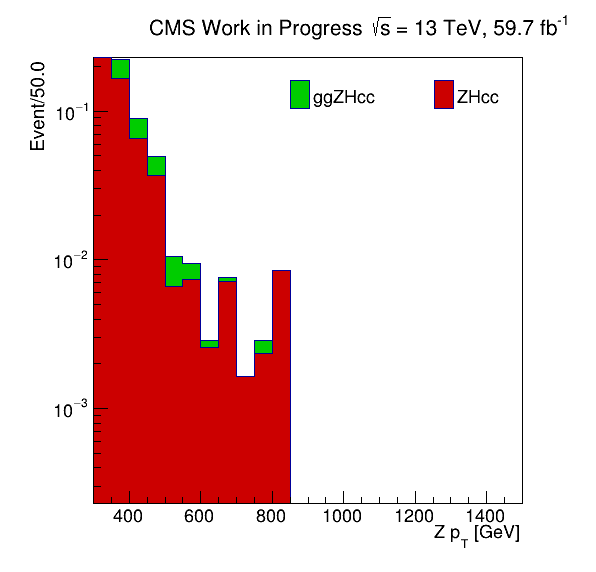 CMS Work in Progress √s = 13 TeV, 59.7 fb⁻¹
Event/50.0
ggZHcc
ZHcc
10⁻¹
10⁻²
10⁻³
400 600 800 1000 1200 1400
Z p_T [GeV]